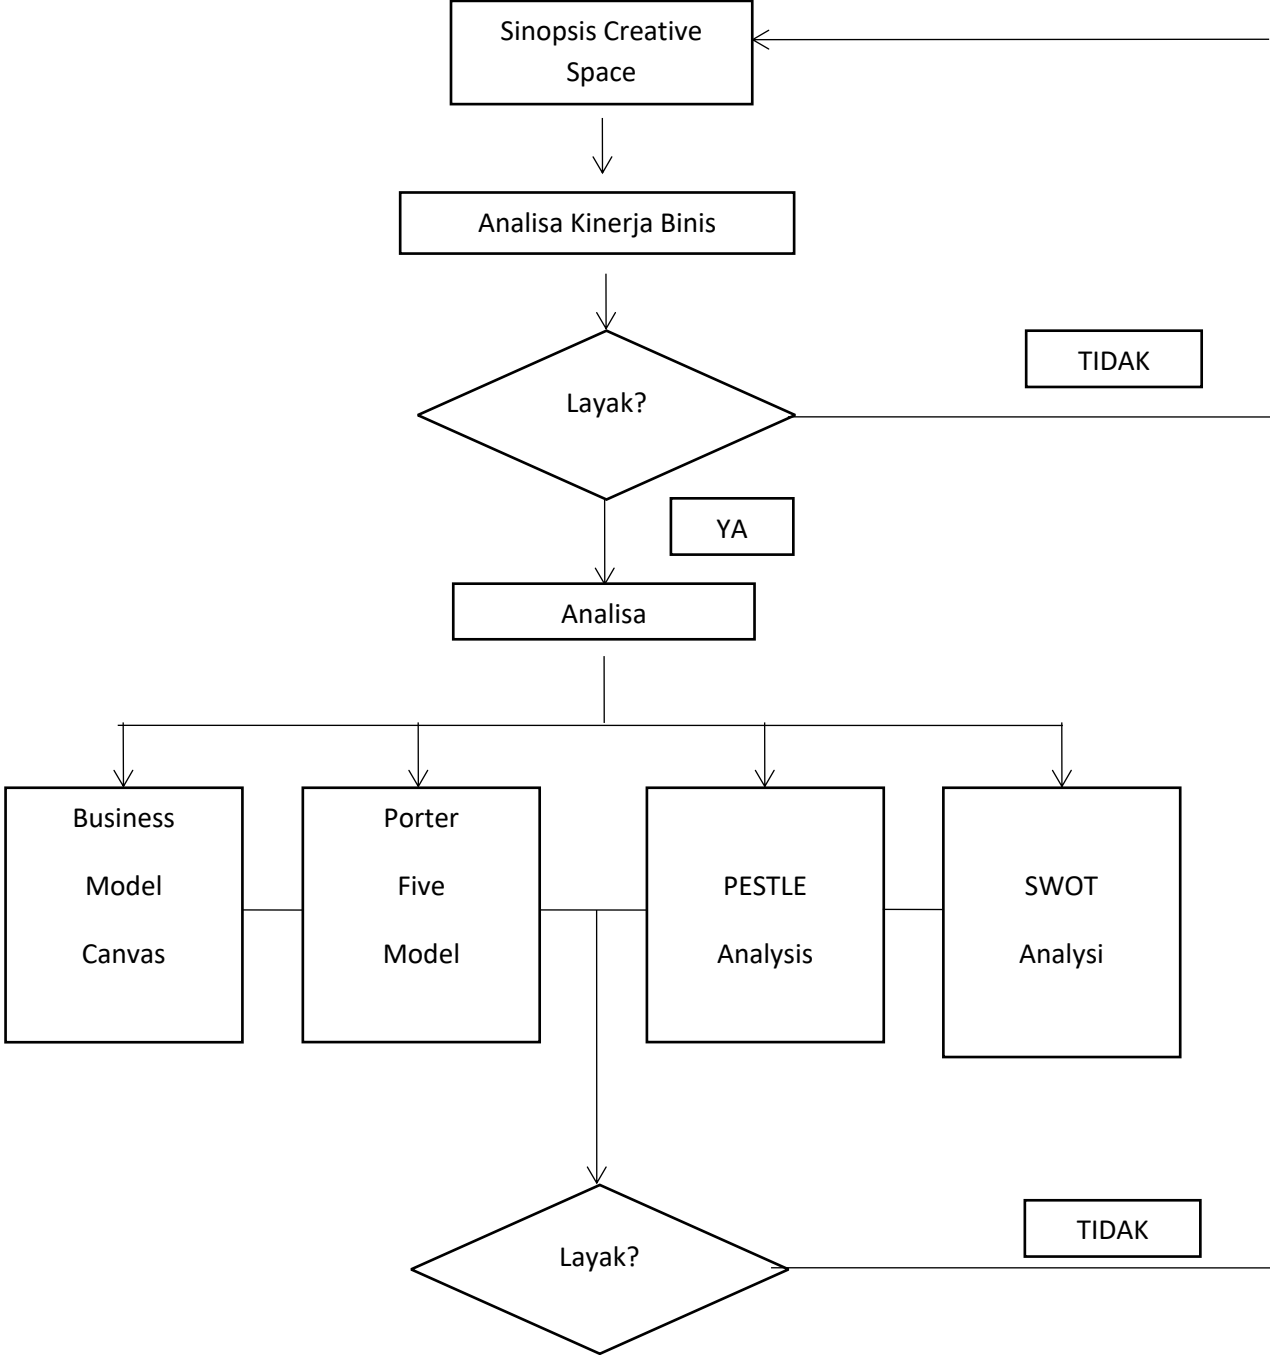 Sinopsis Creative
Space
Analisa Kinerja Binis
Layak?
TIDAK
YA
Analisa
Business
Model
Canvas
Porter
Five
Model
PESTLE
Analysis
SWOT
Analysi
Layak?
TIDAK